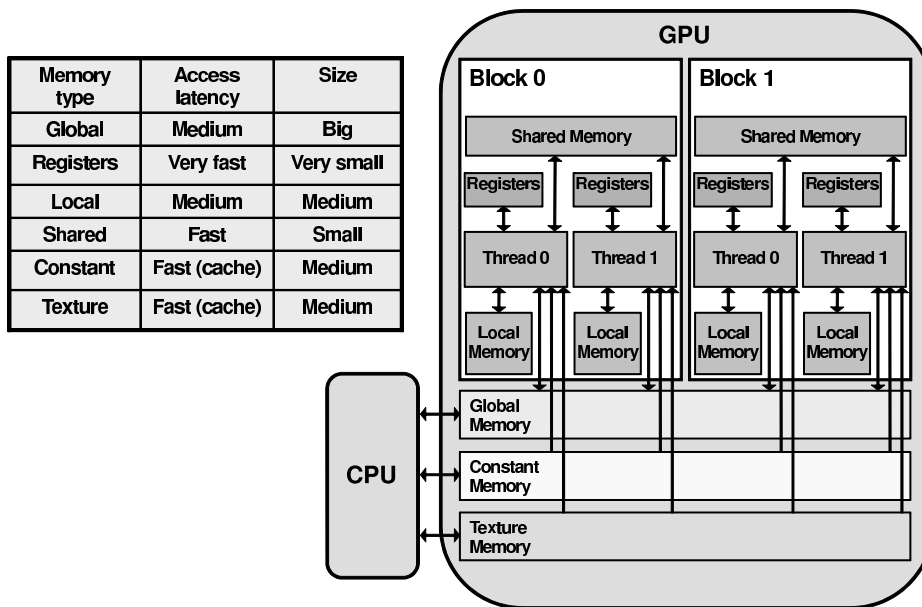 Memory type Access latency Size
Global Medium Big
Registers Very fast Very small
Local Medium Medium
Shared Fast Small
Constant Fast (cache) Medium
Texture Fast (cache) Medium
GPU
Block 0 Block 1
Shared Memory Shared Memory
Registers Registers Registers Registers
Thread 0 Thread 1 Thread 0 Thread 1
Local Memory Local Memory Local Memory Local Memory
CPU
Global
Memory
Constant
Memory
Texture
Memory